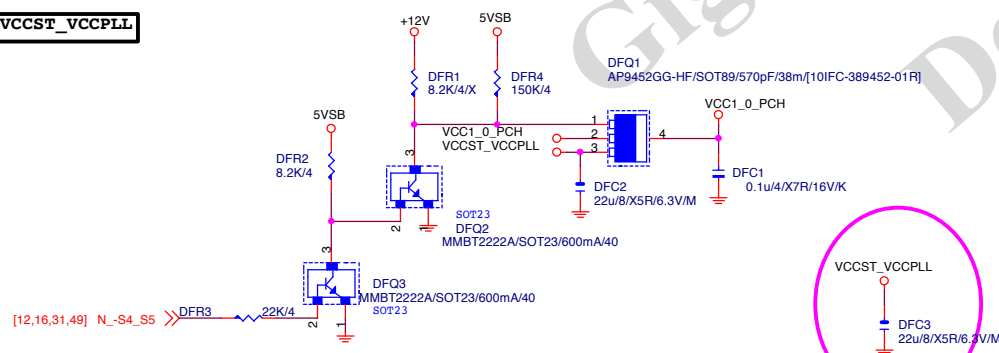 VCCST_VCCPLL
+12V
5VSB
DFR1
8.2K/4/X
DFR4
150K/4
DFQ1
AP9452GG-HF/SOT89/570pF/38m/[10IFC-389452-01R]
5VSB
VCC1_0_PCH
VCCST_VCCPLL
1
2
3
4
VCC1_0_PCH
DFR2
8.2K/4
3
2
1
SOT23
DFQ2
MMBT2222A/SOT23/600mA/40
DFC2
22u/8/X5R/6.3V/M
DFC1
0.1u/4/X7R/16V/K
3
2
1
DFQ3
MMBT2222A/SOT23/600mA/40
SOT23
[12,16,31,49] N_-S4_S5
DFR3
22K/4
VCCST_VCCPLL
DFC3
22u/8/X5R/6.3V/M